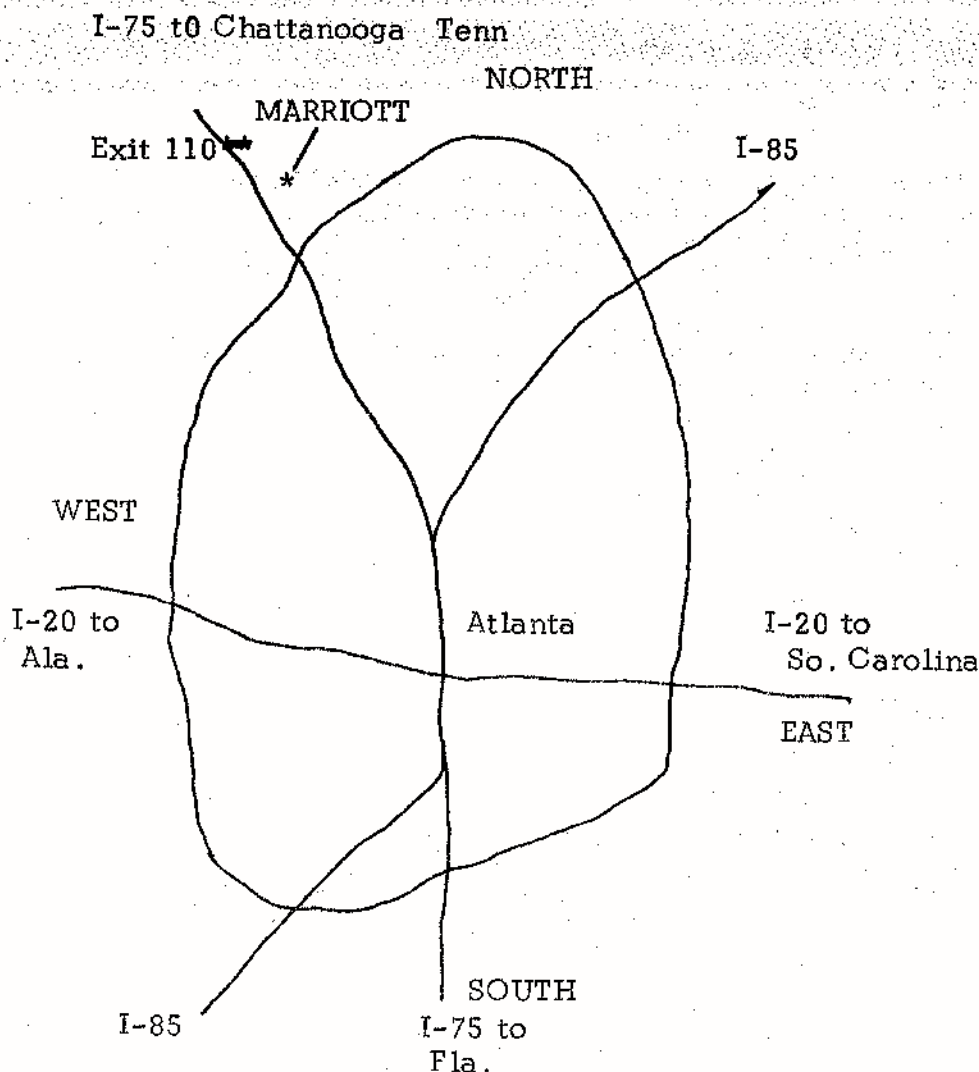 I-75 t0 Chattanooga Tenn
NORTH
MARRIOTT
Exit 110**
I-85
*
WEST
I-20 to
Ala.
Atlanta
I-20 to
So. Carolina
EAST
SOUTH
I-85
I-75 to
Fla.